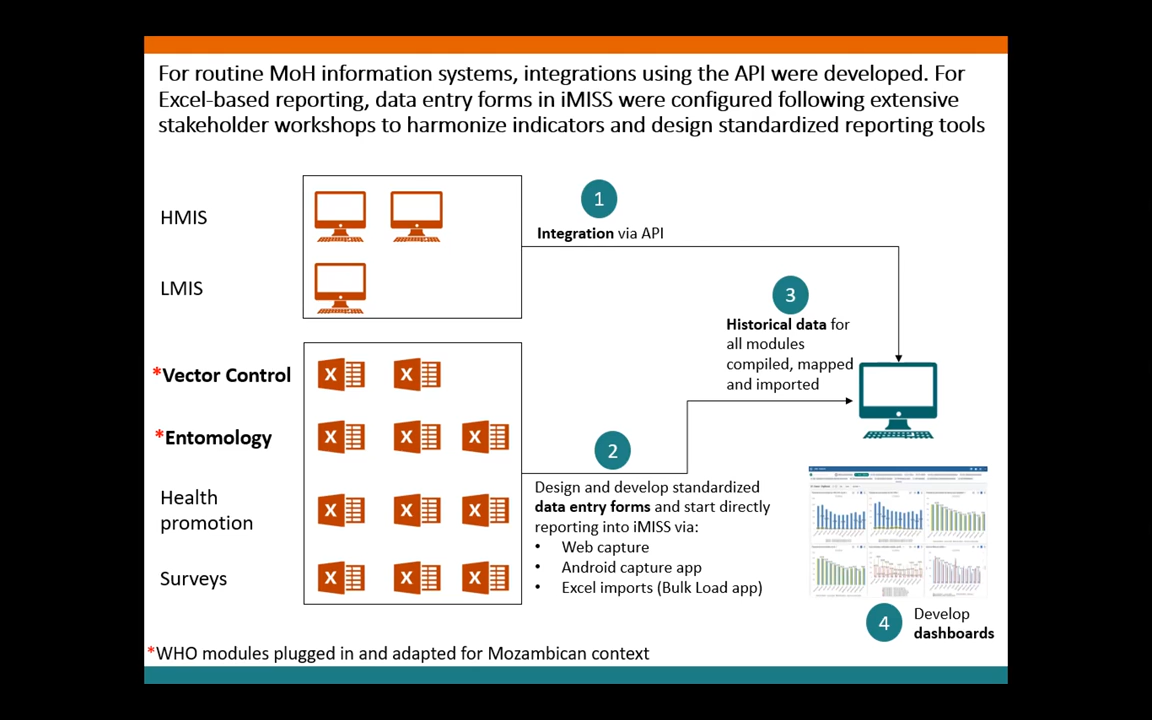 For routine MoH information systems, integrations using the API were developed. For
Excel-based reporting, data entry forms in iMISS were configured following extensive
stakeholder workshops to harmonize indicators and design standardized reporting tools
HMIS
LMIS
1
Integration via API
3
Historical data for
all modules
compiled, mapped
and imported
*Vector Control
*Entomology
Health
promotion
Surveys
X X
X X X
X X X
X X X
2
Design and develop standardized
data entry forms and start directly
reporting into iMISS via:
• Web capture
• Android capture app
• Excel imports (Bulk Load app)
4
Develop
dashboards
*WHO modules plugged in and adapted for Mozambican context